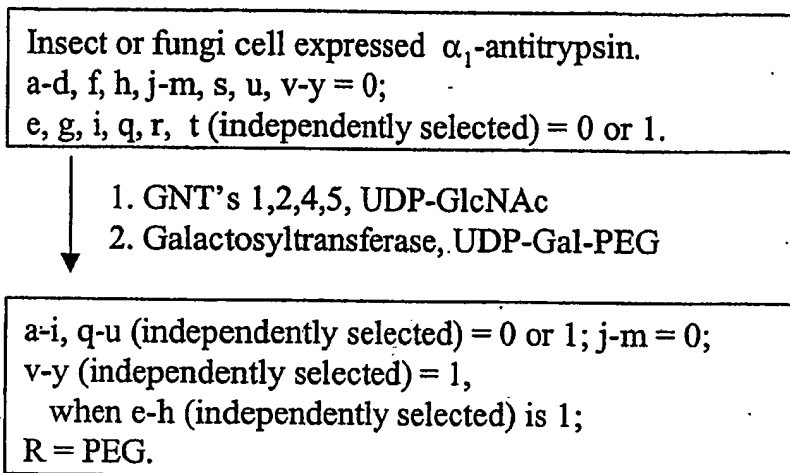 Insect or fungi cell expressed α₁-antitrypsin.
a-d, f, h, j-m, s, u, v-y = 0;
e, g, i, q, r, t (independently selected) = 0 or 1.
1. GNT's 1,2,4,5, UDP-GlcNAc
2. Galactosyltransferase, UDP-Gal-PEG
a-i, q-u (independently selected) = 0 or 1; j-m = 0;
v-y (independently selected) = 1,
when e-h (independently selected) is 1;
R = PEG.